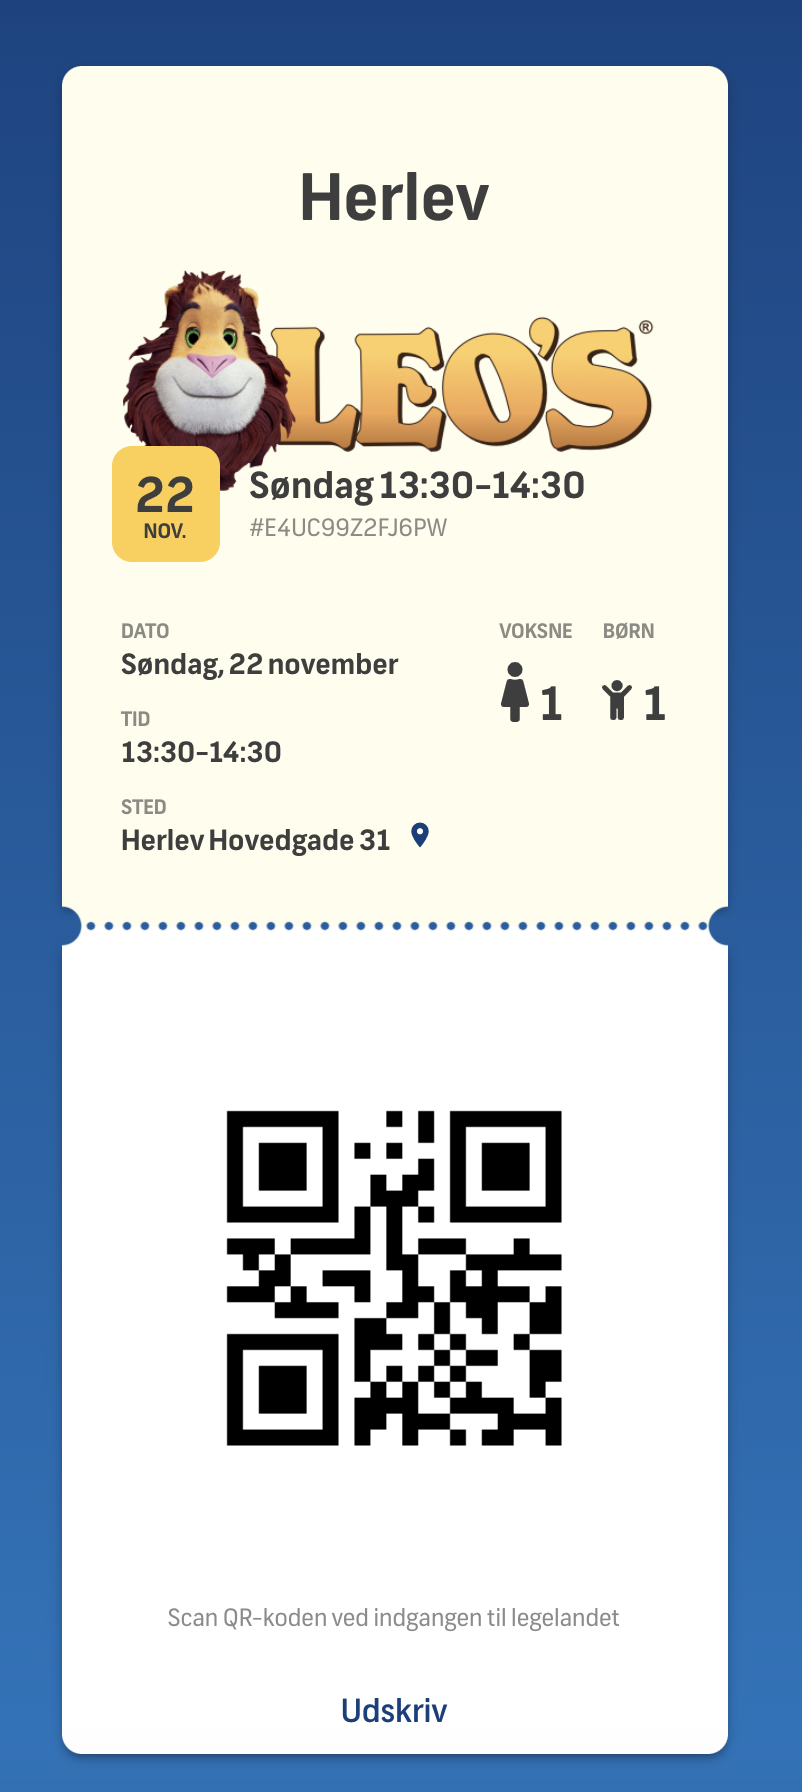 Herlev
LEO'S®
22
NOV.
Søndag 13:30-14:30
#E4UC99Z2FJ6PW
DATO
Søndag, 22 november
VOKSNE BØRN
1 1
TID
13:30-14:30
STED
Herlev Hovedgade 31
Scan QR-koden ved indgangen til legelandet
Udskriv